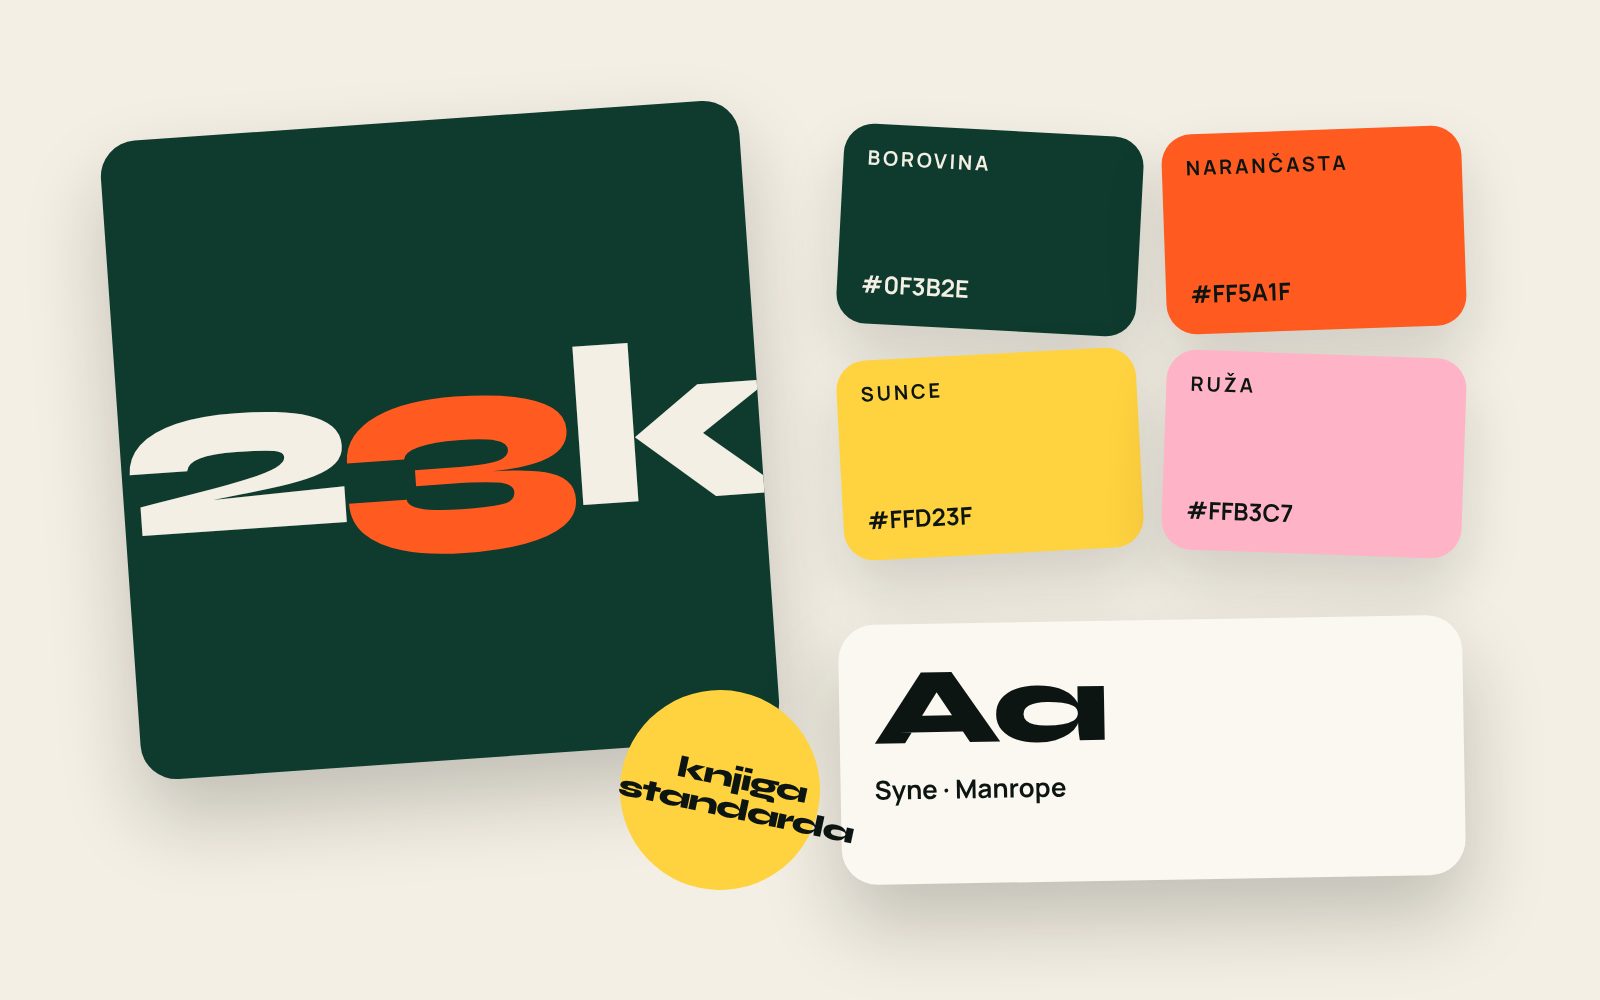 23k
BOROVINA
#0F3B2E
NARANČASTA
#FF5A1F
SUNCE
#FFD23F
RUŽA
#FFB3C7
knjiga
standarda
Aa
Syne · Manrope